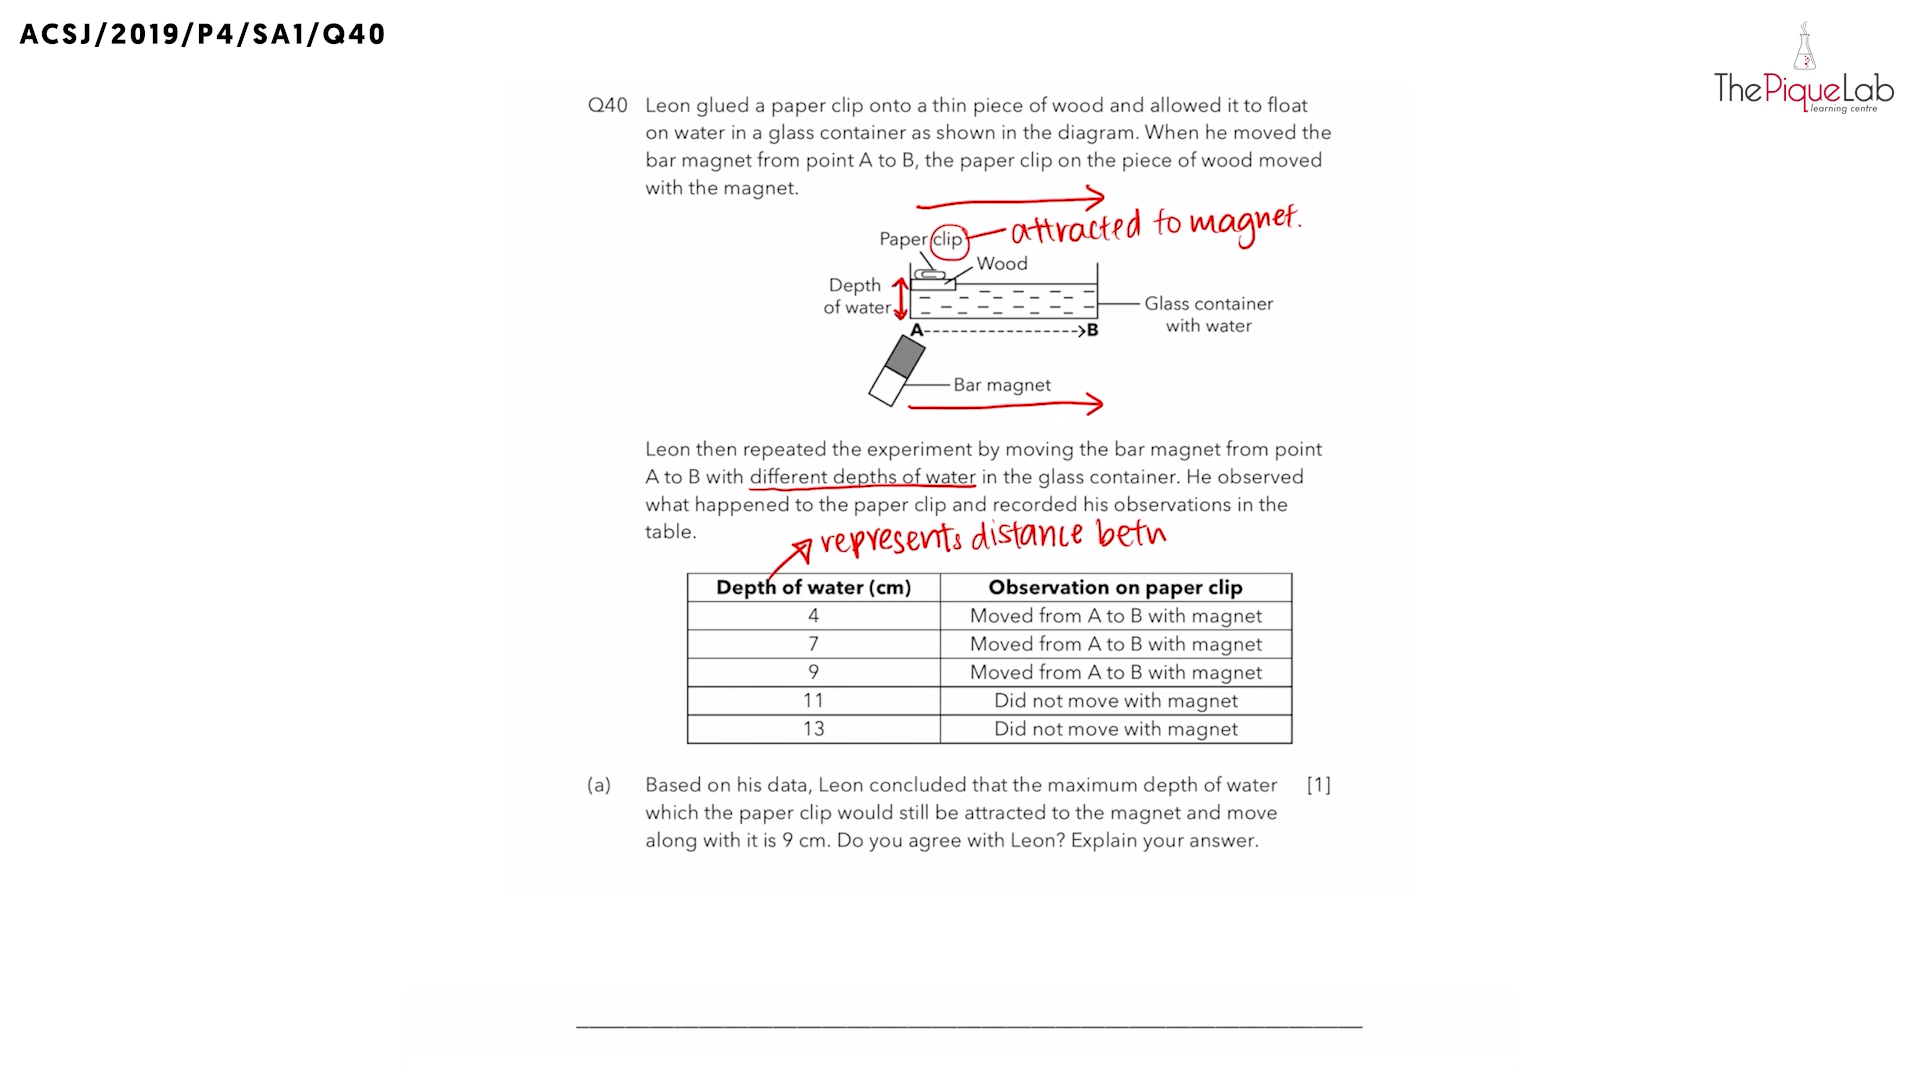 ACSJ/2019/P4/SA1/Q40
ThePiqueLab
learning centre
Q40 Leon glued a paper clip onto a thin piece of wood and allowed it to float
on water in a glass container as shown in the diagram. When he moved the
bar magnet from point A to B, the paper clip on the piece of wood moved
with the magnet.
Paper clip
attracted to magnet.
Wood
Depth
of water
Glass container
with water
A
B
Bar magnet
Leon then repeated the experiment by moving the bar magnet from point
A to B with different depths of water in the glass container. He observed
what happened to the paper clip and recorded his observations in the
table.
represents distance betn
Depth of water (cm) Observation on paper clip
4 Moved from A to B with magnet
7 Moved from A to B with magnet
9 Moved from A to B with magnet
11 Did not move with magnet
13 Did not move with magnet
(a) Based on his data, Leon concluded that the maximum depth of water [1]
which the paper clip would still be attracted to the magnet and move
along with it is 9 cm. Do you agree with Leon? Explain your answer.